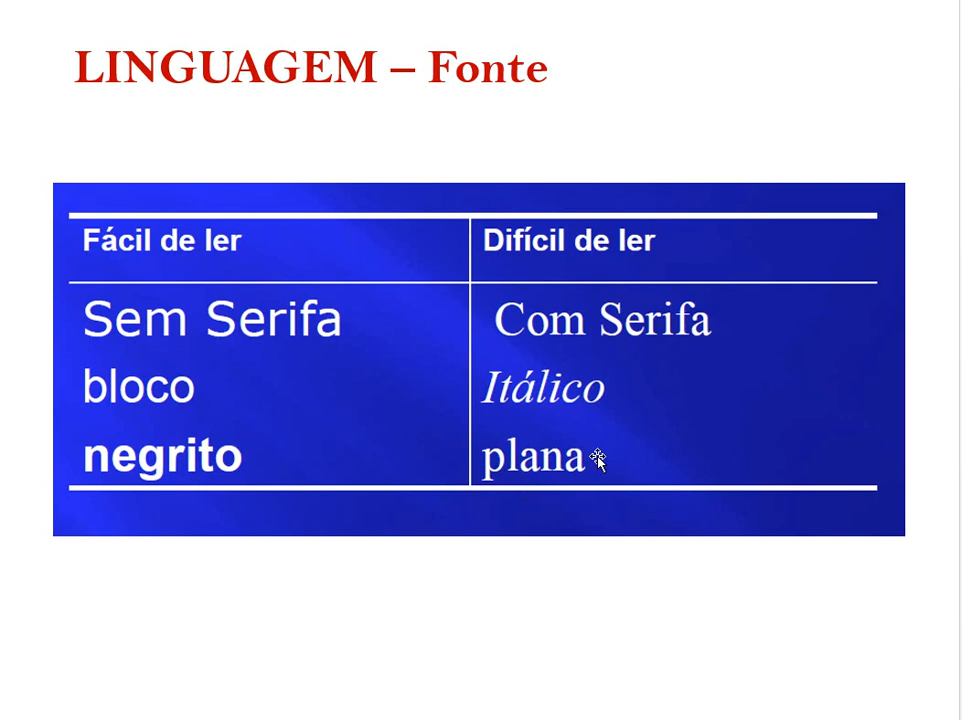 LINGUAGEM – Fonte
Fácil de ler Difícil de ler
Sem Serifa Com Serifa
bloco Itálico
negrito plana